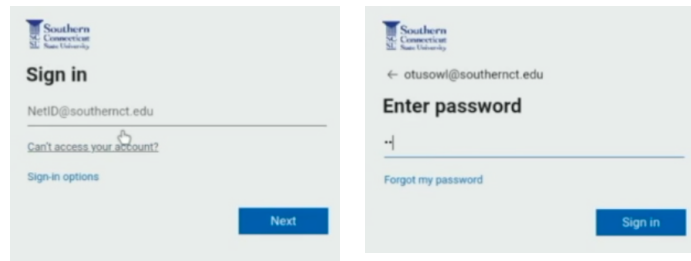 Southern
Connecticut
State University
Sign in
NetID@southernct.edu
Can't access your account?
Sign-in options
Next
Southern
Connecticut
State University
← otusowl@southernct.edu
Enter password
••
Forgot my password
Sign in